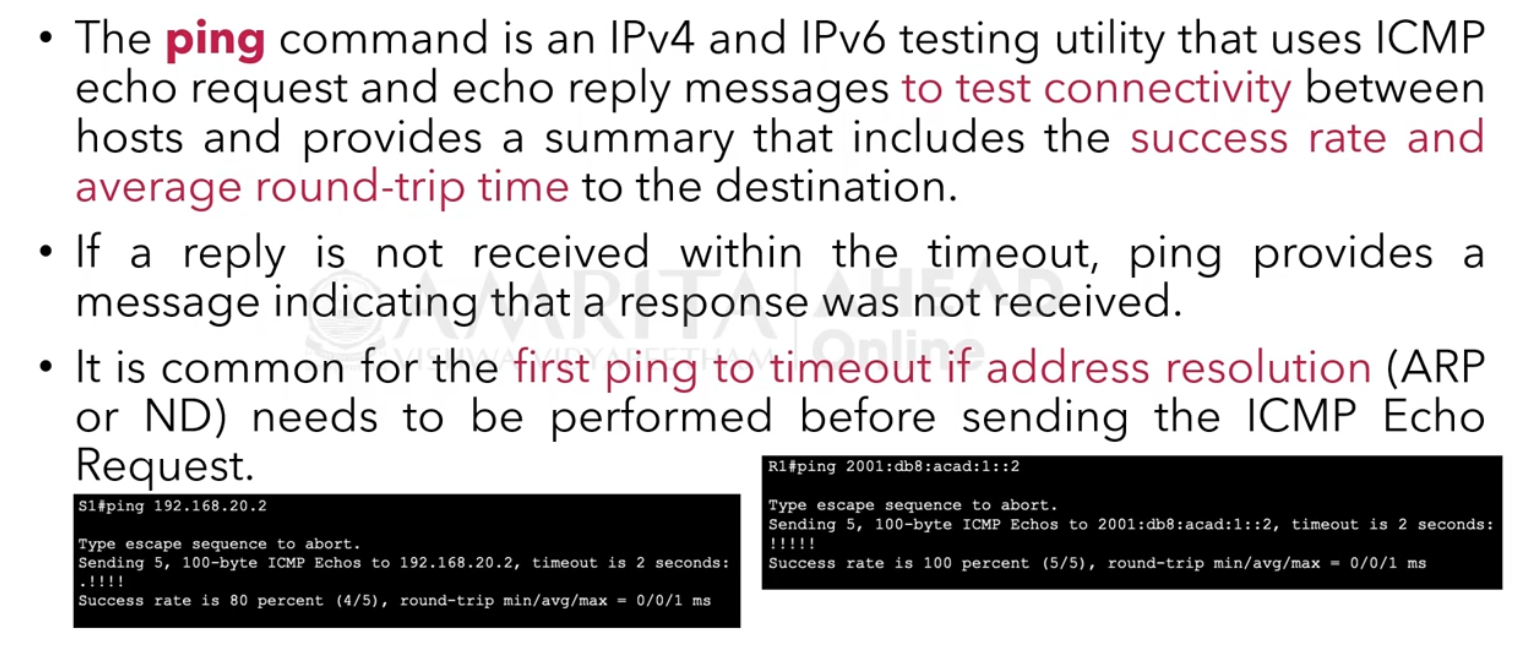 • The ping command is an IPv4 and IPv6 testing utility that uses ICMP
echo request and echo reply messages to test connectivity between
hosts and provides a summary that includes the success rate and
average round-trip time to the destination.
• If a reply is not received within the timeout, ping provides a
message indicating that a response was not received.
• It is common for the first ping to timeout if address resolution (ARP
or ND) needs to be performed before sending the ICMP Echo
Request.
AMRITA AHEAD
VISHWA VIDYAPEETHAM Online
S1#ping 192.168.20.2
Type escape sequence to abort.
Sending 5, 100-byte ICMP Echos to 192.168.20.2, timeout is 2 seconds:
.!!!!
Success rate is 80 percent (4/5), round-trip min/avg/max = 0/0/1 ms
R1#ping 2001:db8:acad:1::2
Type escape sequence to abort.
Sending 5, 100-byte ICMP Echos to 2001:db8:acad:1::2, timeout is 2 seconds:
!!!!!
Success rate is 100 percent (5/5), round-trip min/avg/max = 0/0/1 ms